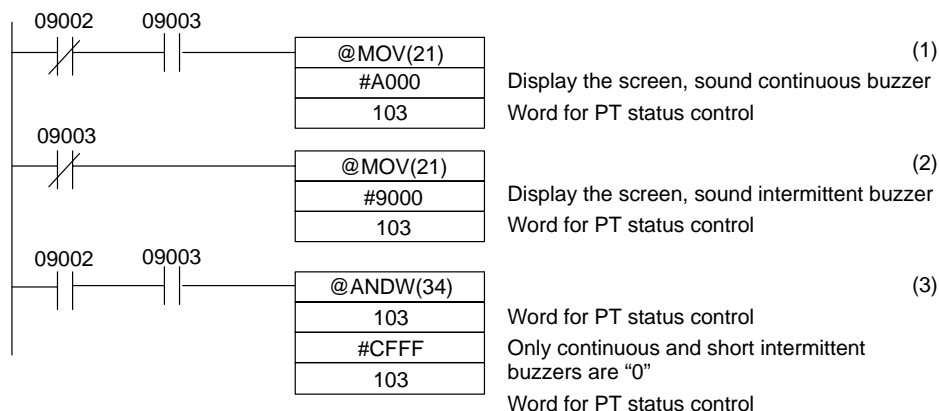 09002 09003
@MOV(21) (1)
#A000 Display the screen, sound continuous buzzer
103 Word for PT status control
09003
@MOV(21) (2)
#9000 Display the screen, sound intermittent buzzer
103 Word for PT status control
09002 09003
@ANDW(34) (3)
103 Word for PT status control
#CFFF Only continuous and short intermittent
buzzers are “0”
103
Word for PT status control